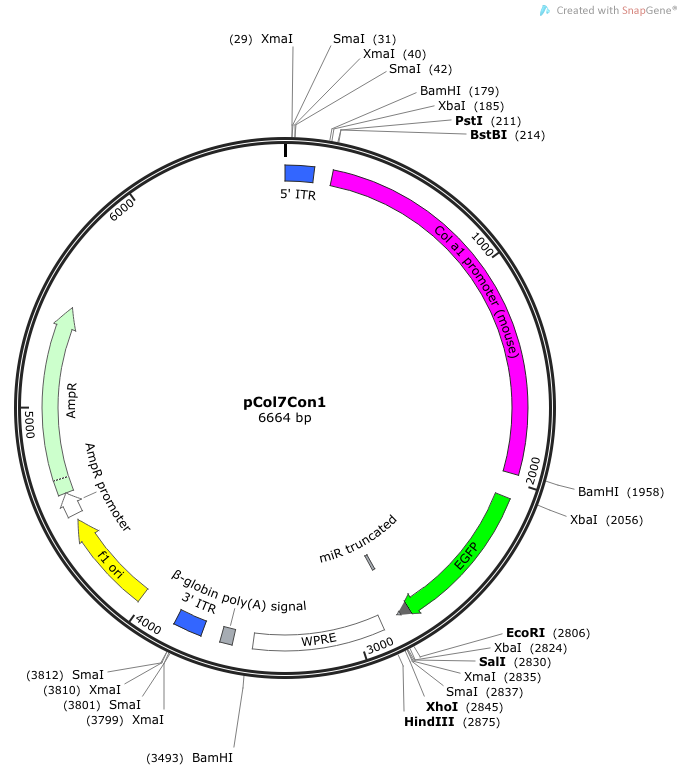 Created with SnapGene®
(29) XmaI
SmaI (31)
XmaI (40)
SmaI (42)
BamHI (179)
XbaI (185)
PstI (211)
BstBI (214)
5' ITR
Col a1 promoter (mouse)
1000
2000
BamHI (1958)
XbaI (2056)
EGFP
EcoRI (2806)
XbaI (2824)
SalI (2830)
XmaI (2835)
SmaI (2837)
XhoI (2845)
HindIII (2875)
3000
miR truncated
WPRE
β-globin poly(A) signal
3' ITR
(3493) BamHI
(3812) SmaI
(3810) XmaI
(3801) SmaI
(3799) XmaI
4000
f1 ori
AmpR promoter
AmpR
5000
6000
pCol7Con1
6664 bp